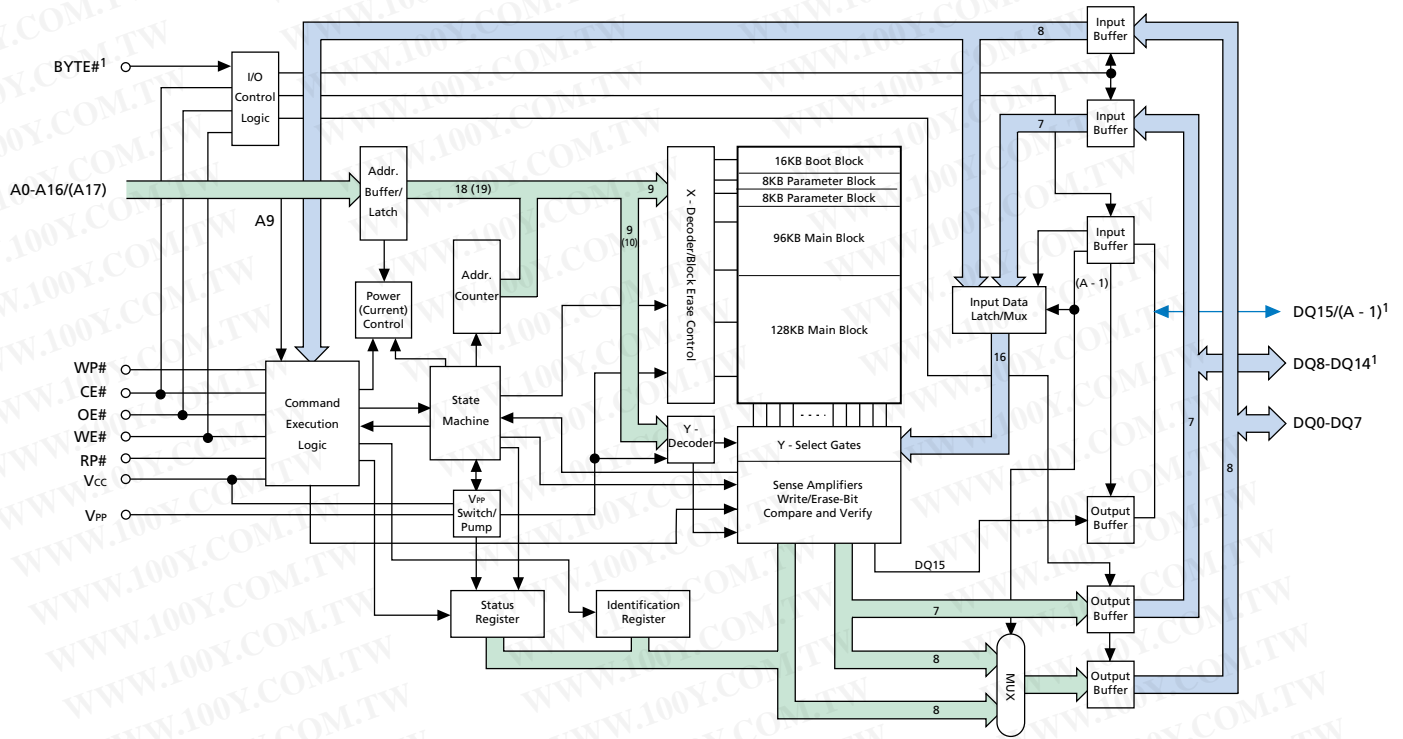 Input
Buffer
8
BYTE#1
I/O
Control
Logic
Input
Buffer
7
A0-A16/(A17)
Addr.
Buffer/
Latch
18 (19)
9
X - Decoder/Block Erase Control
16KB Boot Block
8KB Parameter Block
8KB Parameter Block
96KB Main Block
128KB Main Block
A9
9
(10)
Input
Buffer
Addr.
Counter
Power
(Current)
Control
(A - 1)
Input Data
Latch/Mux
DQ15/(A - 1)1
16
DQ8-DQ141
WP#
CE#
OE#
WE#
RP#
VCC
VPP
Command
Execution
Logic
State
Machine
7
DQ0-DQ7
Y -
Decoder
Y - Select Gates
8
Sense Amplifiers
Write/Erase-Bit
Compare and Verify
VPP
Switch/
Pump
Output
Buffer
DQ15
Status
Register
Identification
Register
7
Output
Buffer
8
MUX
Output
Buffer
8
WWW.100Y.COM.TW